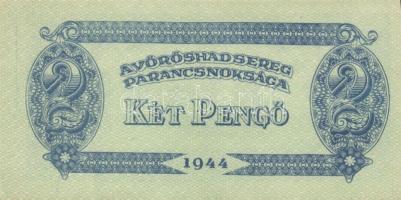 A VÖRÖSHADSEREG
PARANCSNOKSÁGA
2 KÉT PENGŐ 2
1944